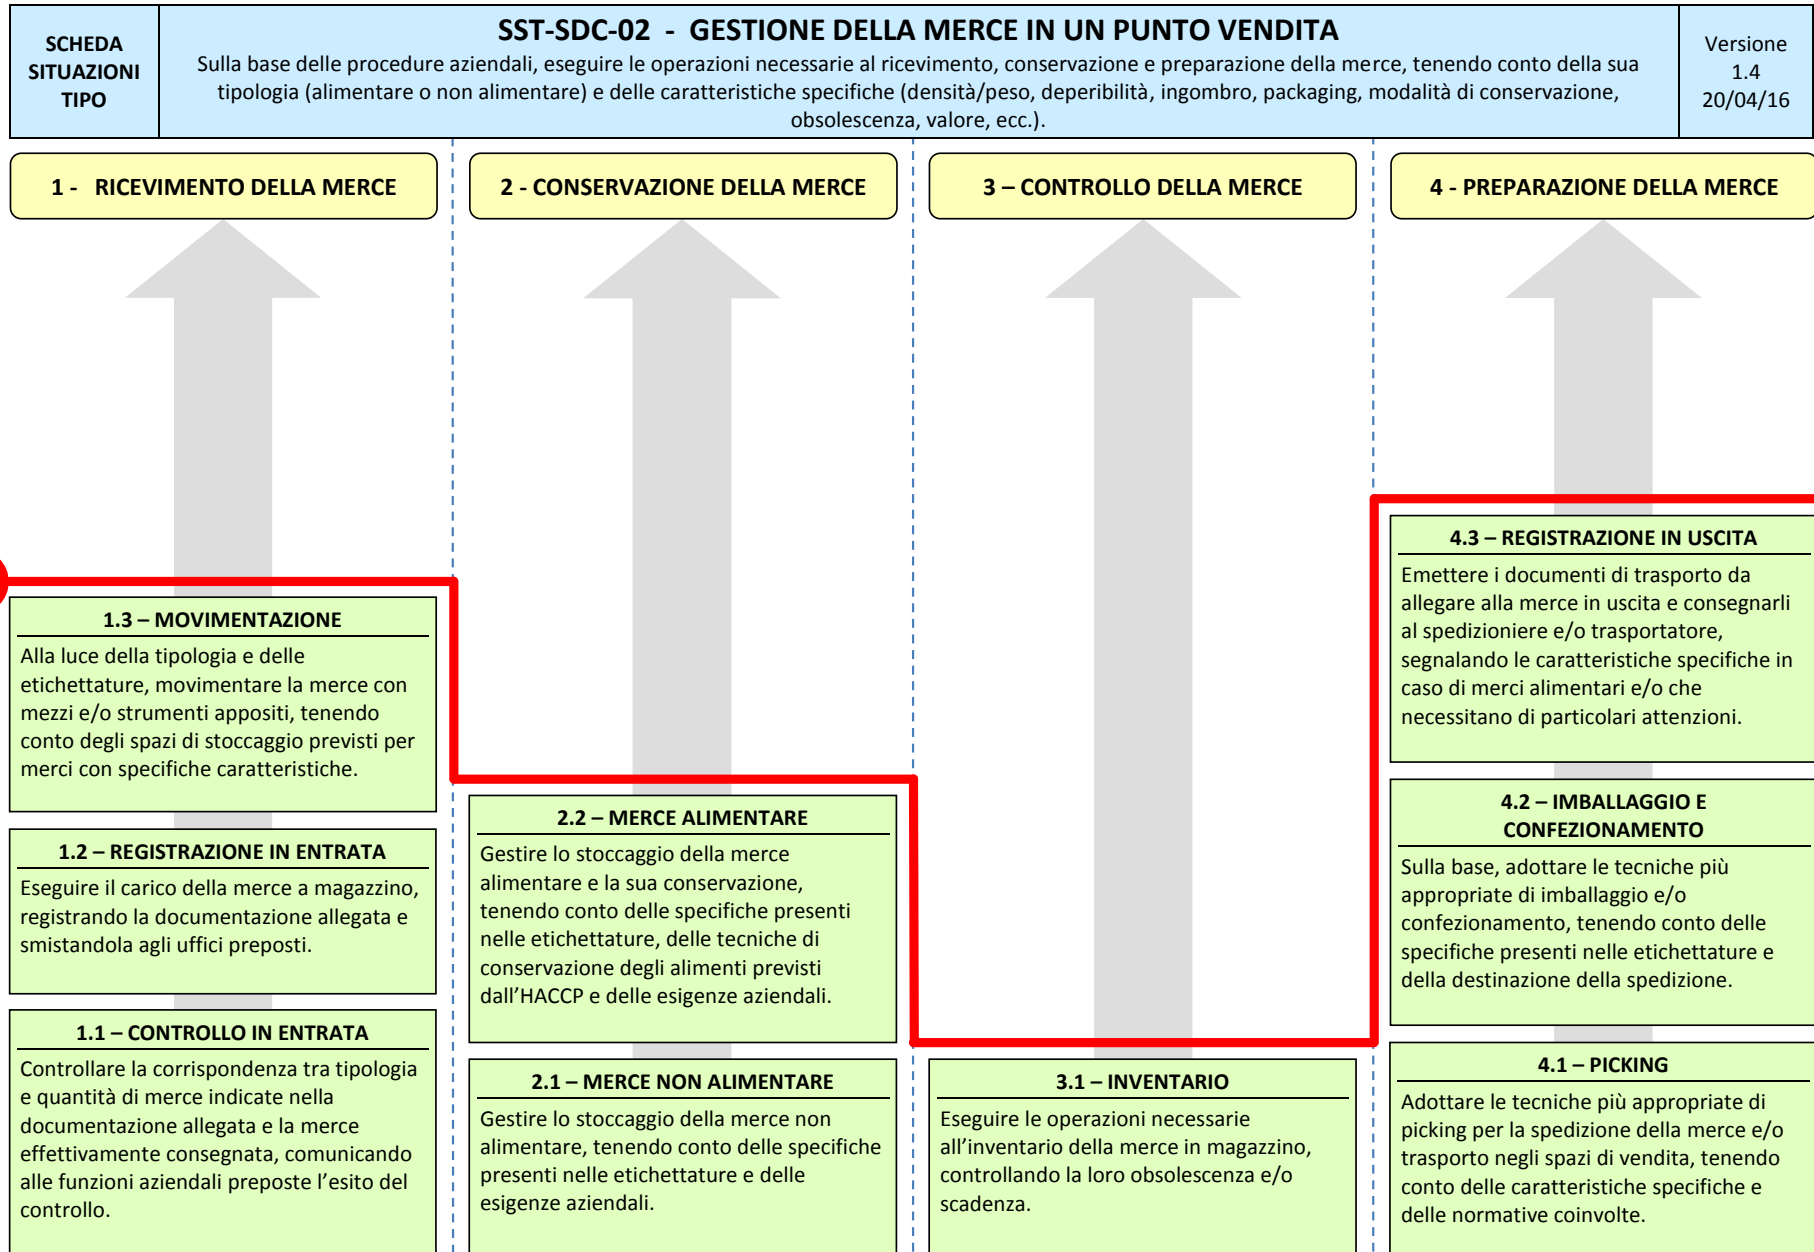 SCHEDA
SITUAZIONI
TIPO
SST-SDC-02 - GESTIONE DELLA MERCE IN UN PUNTO VENDITA
Sulla base delle procedure aziendali, eseguire le operazioni necessarie al ricevimento, conservazione e preparazione della merce, tenendo conto della sua
tipologia (alimentare o non alimentare) e delle caratteristiche specifiche (densità/peso, deperibilità, ingombro, packaging, modalità di conservazione,
obsolescenza, valore, ecc.).
Versione
1.4
20/04/16
1 - RICEVIMENTO DELLA MERCE
2 - CONSERVAZIONE DELLA MERCE
3 – CONTROLLO DELLA MERCE
4 - PREPARAZIONE DELLA MERCE
1.3 – MOVIMENTAZIONE
Alla luce della tipologia e delle
etichettature, movimentare la merce con
mezzi e/o strumenti appositi, tenendo
conto degli spazi di stoccaggio previsti per
merci con specifiche caratteristiche.
1.2 – REGISTRAZIONE IN ENTRATA
Eseguire il carico della merce a magazzino,
registrando la documentazione allegata e
smistandola agli uffici preposti.
1.1 – CONTROLLO IN ENTRATA
Controllare la corrispondenza tra tipologia
e quantità di merce indicate nella
documentazione allegata e la merce
effettivamente consegnata, comunicando
alle funzioni aziendali preposte l'esito del
controllo.
2.2 – MERCE ALIMENTARE
Gestire lo stoccaggio della merce
alimentare e la sua conservazione,
tenendo conto delle specifiche presenti
nelle etichettature, delle tecniche di
conservazione degli alimenti previsti
dall'HACCP e delle esigenze aziendali.
2.1 – MERCE NON ALIMENTARE
Gestire lo stoccaggio della merce non
alimentare, tenendo conto delle specifiche
presenti nelle etichettature e delle
esigenze aziendali.
3.1 – INVENTARIO
Eseguire le operazioni necessarie
all'inventario della merce in magazzino,
controllando la loro obsolescenza e/o
scadenza.
4.3 – REGISTRAZIONE IN USCITA
Emettere i documenti di trasporto da
allegare alla merce in uscita e consegnarli
al spedizioniere e/o trasportatore,
segnalando le caratteristiche specifiche in
caso di merci alimentari e/o che
necessitano di particolari attenzioni.
4.2 – IMBALLAGGIO E
CONFEZIONAMENTO
Sulla base, adottare le tecniche più
appropriate di imballaggio e/o
confezionamento, tenendo conto delle
specifiche presenti nelle etichettature e
della destinazione della spedizione.
4.1 – PICKING
Adottare le tecniche più appropriate di
picking per la spedizione della merce e/o
trasporto negli spazi di vendita, tenendo
conto delle caratteristiche specifiche e
delle normative coinvolte.